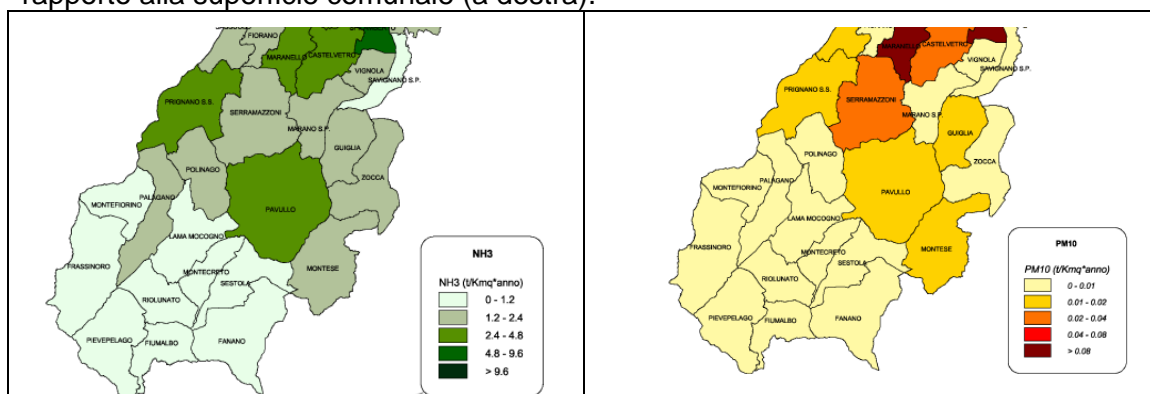 rapporto alla superficie comunale (a destra).
FIORANO
MARANELLO
CASTELVETRO
VIGNOLA
SAVIGNANO S.P.
PRIGNANO S.S.
SERRAMAZZONI
MARANO S.P.
GUIGLIA
POLINAGO
ZOCCA
PALAGANO
MONTEFIORINO
PAVULLO
LAMA MOCOGNO
FRASSINORO
MONTECRETO
MONTESE
SESTOLA
RIOLUNATO
PIEVEPELAGO
FIUMALBO
FANANO
NH3
NH3 (t/Kmq*anno)
0 - 1.2
1.2 - 2.4
2.4 - 4.8
4.8 - 9.6
> 9.6
MARANELLO
CASTELVETRO
VIGNOLA
SAVIGNANO S.P.
PRIGNANO S.S.
SERRAMAZZONI
MARANO S.P.
GUIGLIA
POLINAGO
ZOCCA
PALAGANO
MONTEFIORINO
PAVULLO
LAMA MOCOGNO
FRASSINORO
MONTECRETO
MONTESE
SESTOLA
RIOLUNATO
PIEVEPELAGO
FIUMALBO
FANANO
PM10
PM10 (t/Kmq*anno)
0 - 0.01
0.01 - 0.02
0.02 - 0.04
0.04 - 0.08
> 0.08